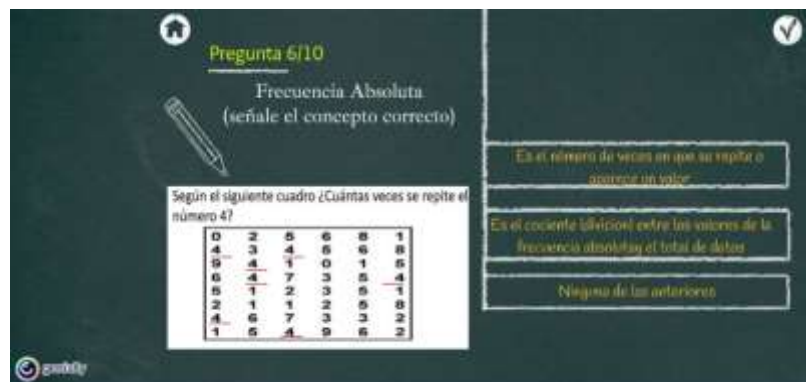 Pregunta 6/10
Frecuencia Absoluta
(señale el concepto correcto)
Según el siguiente cuadro ¿Cuántas veces se repite el
número 4?
0 2 5 6 8 1
4 3 4 5 6 8
9 4 1 0 1 5
6 4 7 3 5 4
5 1 2 3 5 1
2 1 1 2 5 8
4 6 7 3 3 2
1 5 4 9 6 2
Es el número de veces en que se repite o
aparece un valor
Es el cociente (división) entre los valores de la
frecuencia absoluta y el total de datos
Ninguna de las anteriores
genially